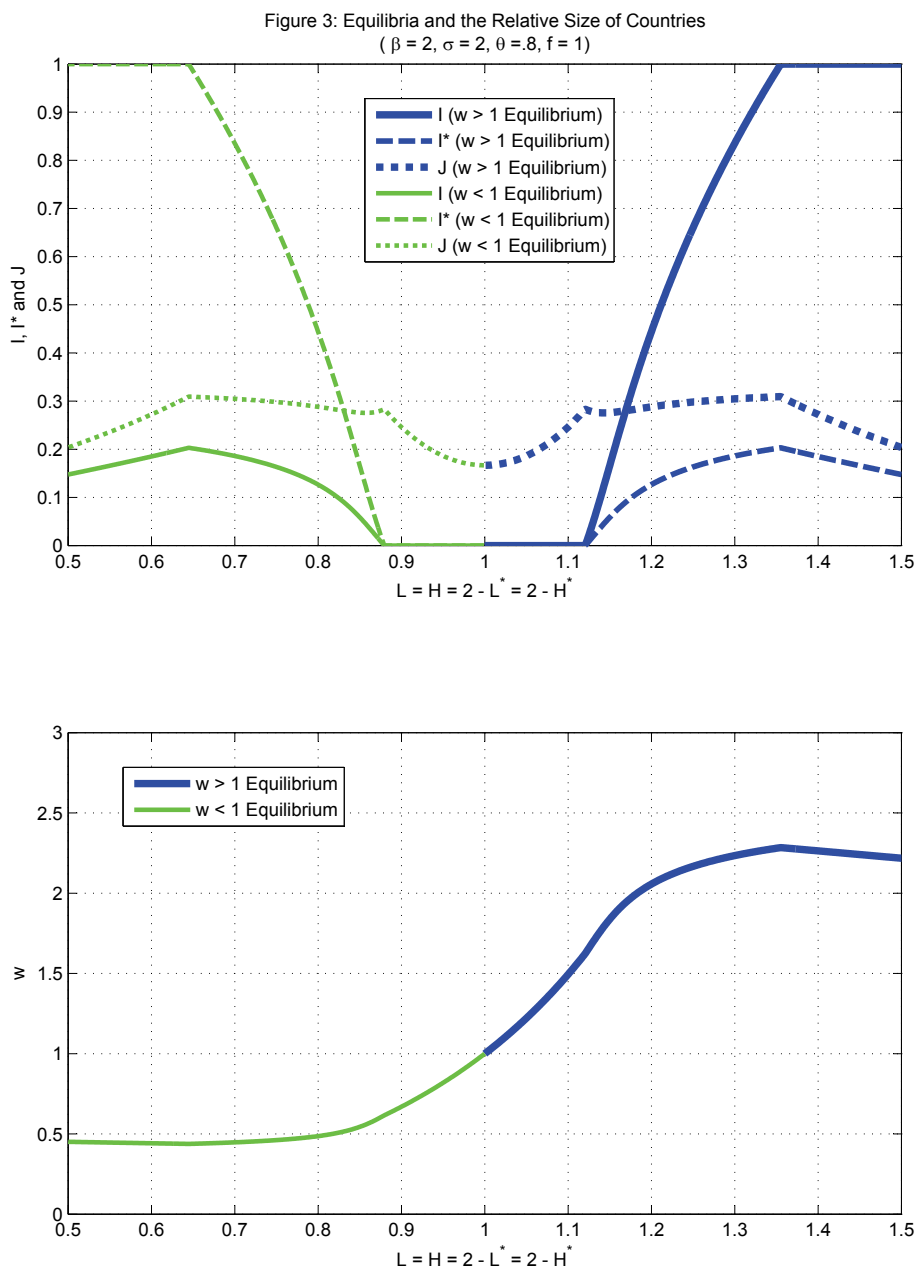 Figure 3: Equilibria and the Relative Size of Countries
( β = 2, σ = 2, θ =.8, f = 1)
1
0.9
0.8
0.7
0.6
0.5
0.4
0.3
0.2
0.1
0
I, I* and J
I (w > 1 Equilibrium)
I* (w > 1 Equilibrium)
J (w > 1 Equilibrium)
I (w < 1 Equilibrium)
I* (w < 1 Equilibrium)
J (w < 1 Equilibrium)
0.5 0.6 0.7 0.8 0.9 1 1.1 1.2 1.3 1.4 1.5
L = H = 2 - L* = 2 - H*
3
2.5
2
1.5
1
0.5
0
w
w > 1 Equilibrium
w < 1 Equilibrium
0.5 0.6 0.7 0.8 0.9 1 1.1 1.2 1.3 1.4 1.5
L = H = 2 - L* = 2 - H*